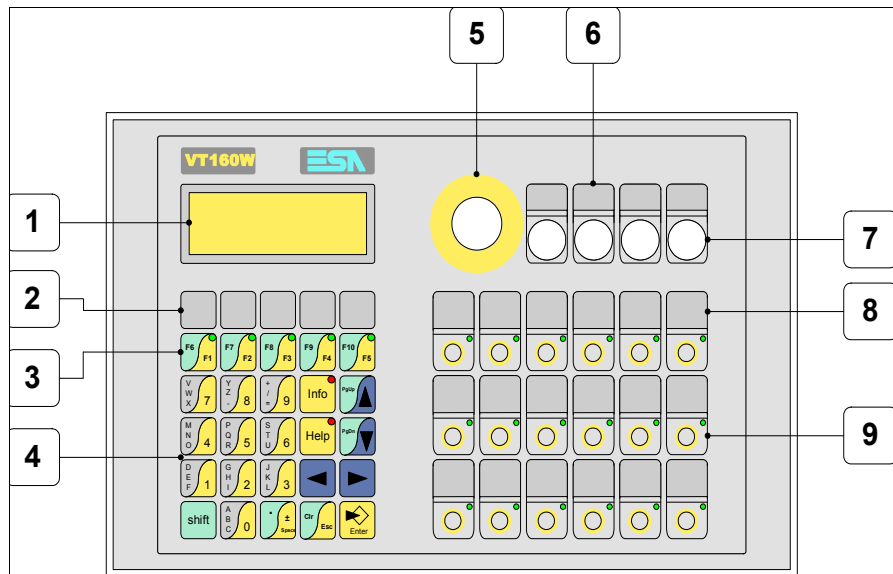 5 6
VT160W ESA
1
7
2
8
3
F6 F1 F7 F2 F8 F3 F9 F4 F10 F5
V W X 7 Y Z - 8 + / = 9 Info PgUp
4
M N O 4 P Q R 5 S T U 6 Help PgDn
9
D E F 1 G H I 2 J K L 3
shift A B C 0 . ± Space Clr Esc Enter